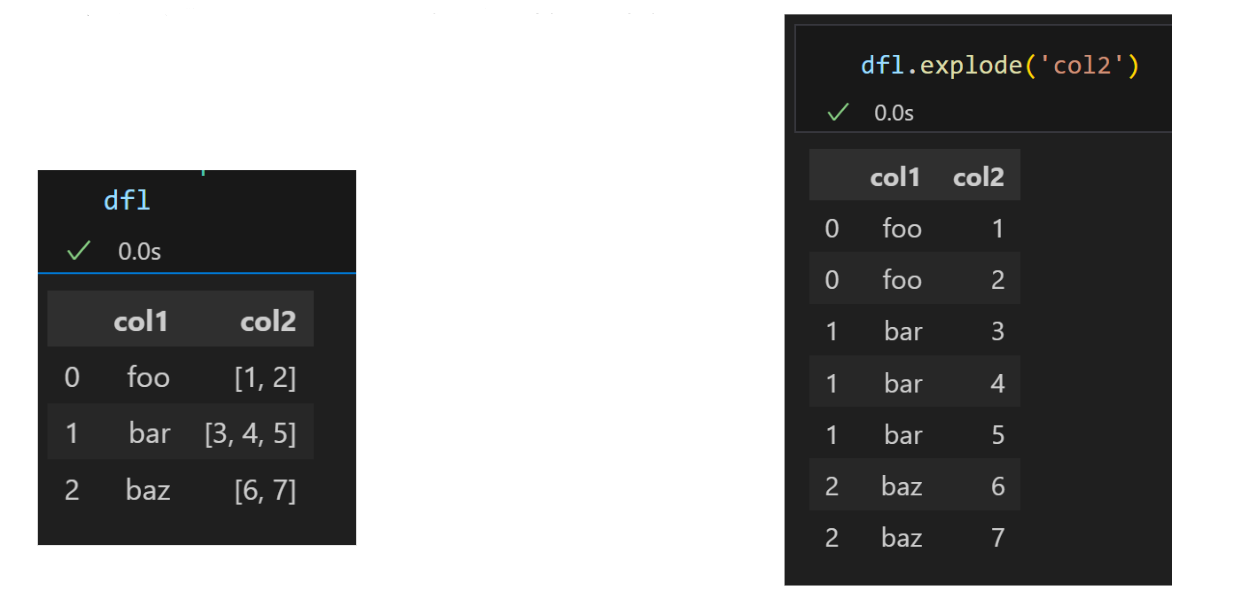 dfl
0.0s
col1 col2
0 foo [1, 2]
1 bar [3, 4, 5]
2 baz [6, 7]
dfl.explode('col2')
0.0s
col1 col2
0 foo 1
0 foo 2
1 bar 3
1 bar 4
1 bar 5
2 baz 6
2 baz 7